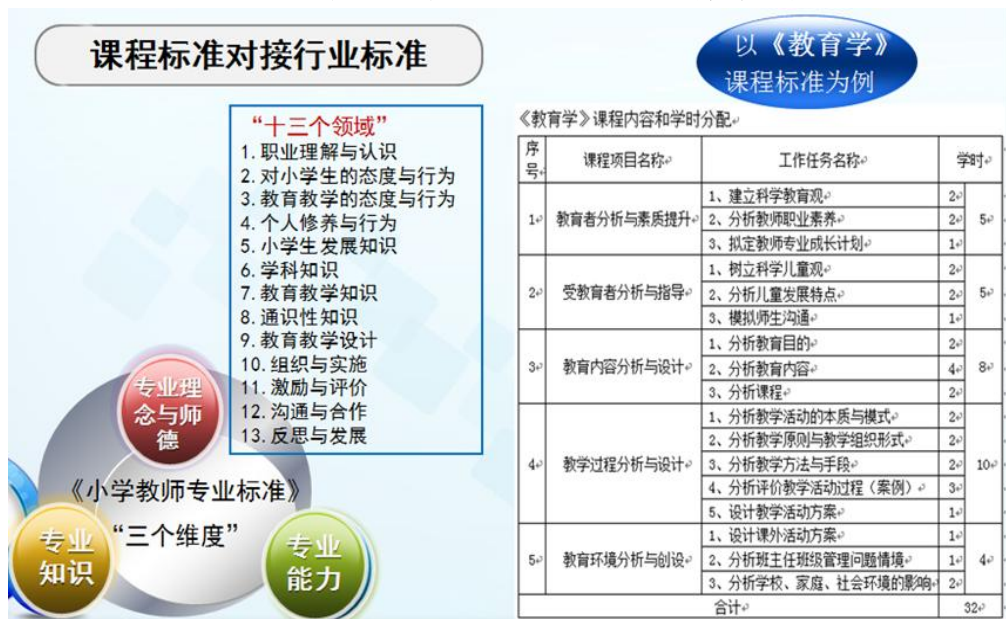 课程标准对接行业标准
以《教育学》
课程标准为例
“十三个领域”
1.职业理解与认识
2.对小学生的态度与行为
3.教育教学的态度与行为
4.个人修养与行为
5.小学生发展知识
6.学科知识
7.教育教学知识
8.通识性知识
9.教育教学设计
10.组织与实施
11.激励与评价
12.沟通与合作
13.反思与发展
专业理
念与师
德
《小学教师专业标准》
“三个维度”
专业
知识
专业
能力
《教育学》课程内容和学时分配
序号 课程项目名称 工作任务名称 学时
1 教育者分析与素质提升 5
1、建立科学教育观 2
2、分析教师职业素养 2
3、拟定教师专业成长计划 1
2 受教育者分析与指导 5
1、树立科学儿童观 2
2、分析儿童发展特点 2
3、模拟师生沟通 1
3 教育内容分析与设计 8
1、分析教育目的 2
2、分析教育内容 4
3、分析课程 2
4 教学过程分析与设计 10
1、分析教学活动的本质与模式 2
2、分析教学原则与教学组织形式 2
3、分析教学方法与手段 2
4、分析评价教学活动过程（案例） 3
5、设计教学活动方案 1
5 教育环境分析与创设 4
1、设计课外活动方案 1
2、分析班主任班级管理问题情境 1
3、分析学校、家庭、社会环境的影响 2
合计 32